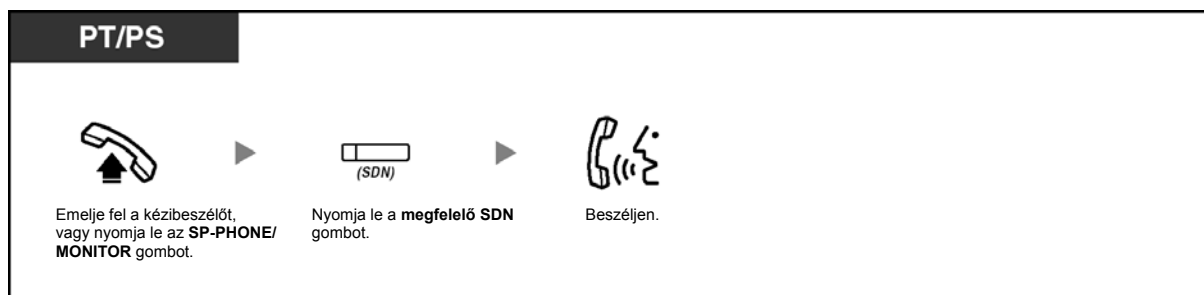 PT/PS
(SDN)
Emelje fel a kézibeszélőt,
vagy nyomja le az SP-PHONE/
MONITOR gombot.
Nyomja le a megfelelő SDN
gombot.
Beszéljen.